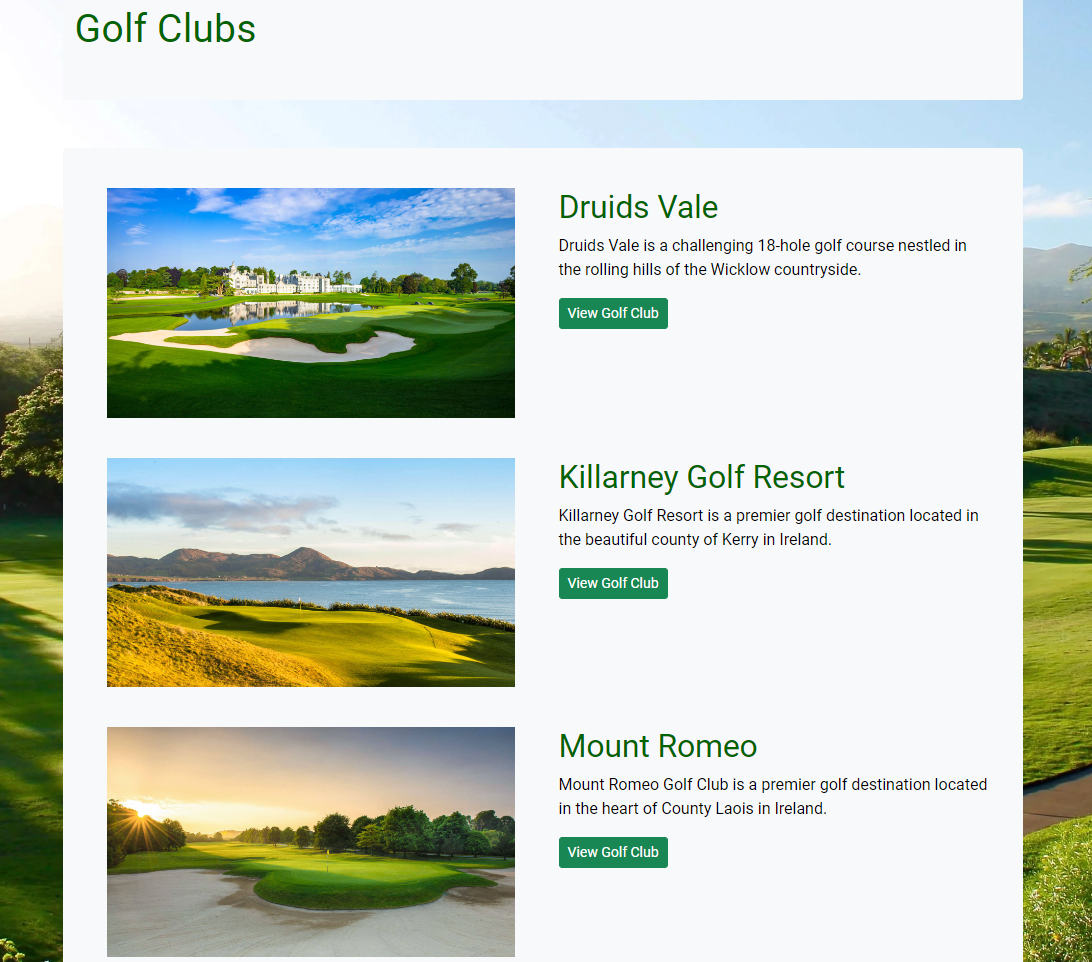 Golf Clubs
Druids Vale
Druids Vale is a challenging 18-hole golf course nestled in
the rolling hills of the Wicklow countryside.
View Golf Club
Killarney Golf Resort
Killarney Golf Resort is a premier golf destination located in
the beautiful county of Kerry in Ireland.
View Golf Club
Mount Romeo
Mount Romeo Golf Club is a premier golf destination located
in the heart of County Laois in Ireland.
View Golf Club